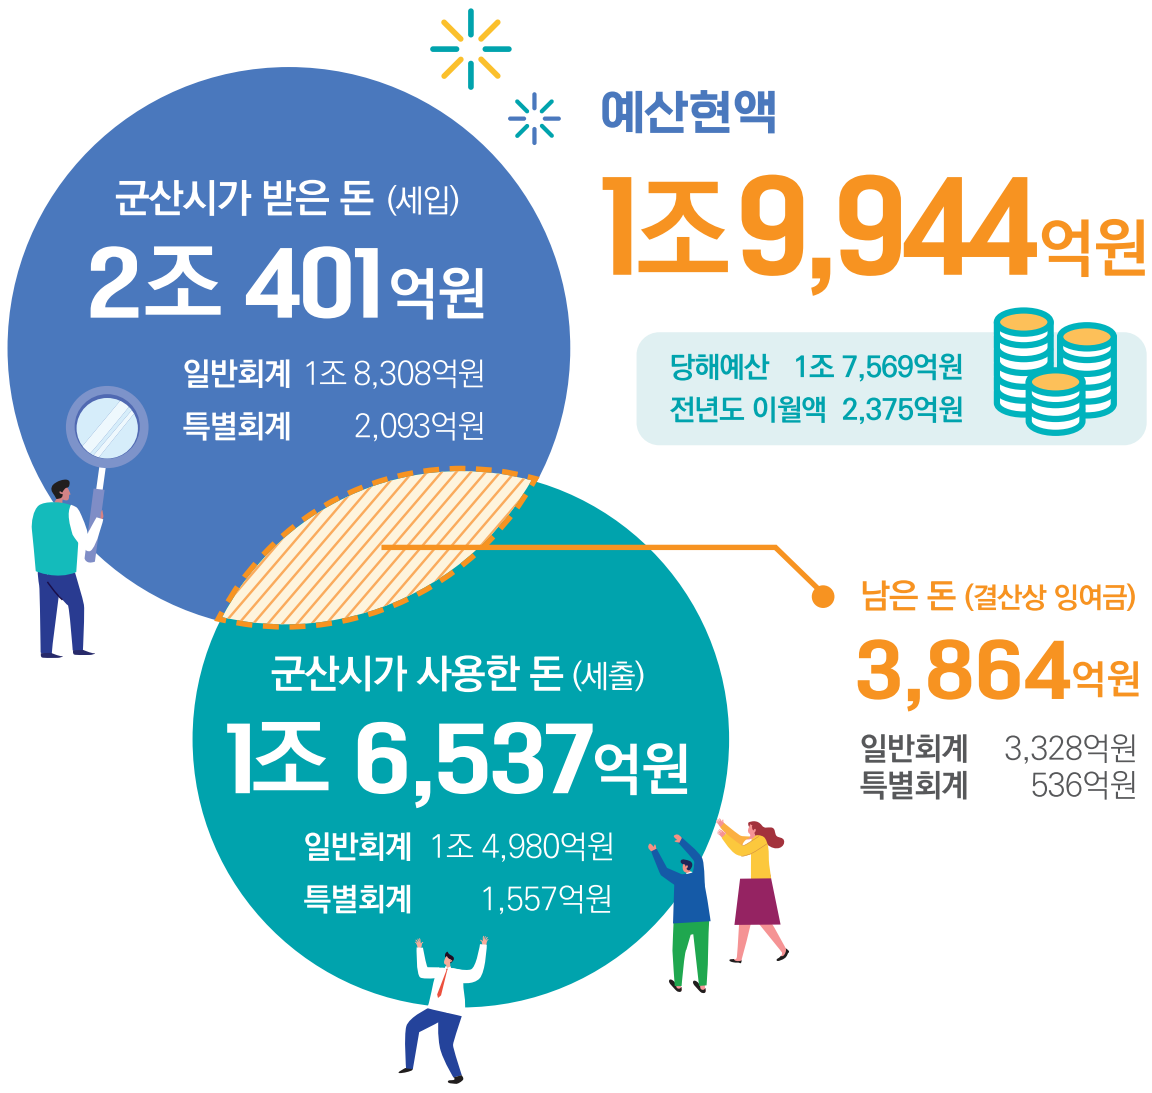 예산현액
1조 9,944억원
당해예산 1조 7,569억원
전년도 이월액 2,375억원
군산시가 받은 돈 (세입)
2조 401억원
일반회계 1조 8,308억원
특별회계 2,093억원
남은 돈 (결산상 잉여금)
3,864억원
일반회계 3,328억원
특별회계 536억원
군산시가 사용한 돈 (세출)
1조 6,537억원
일반회계 1조 4,980억원
특별회계 1,557억원